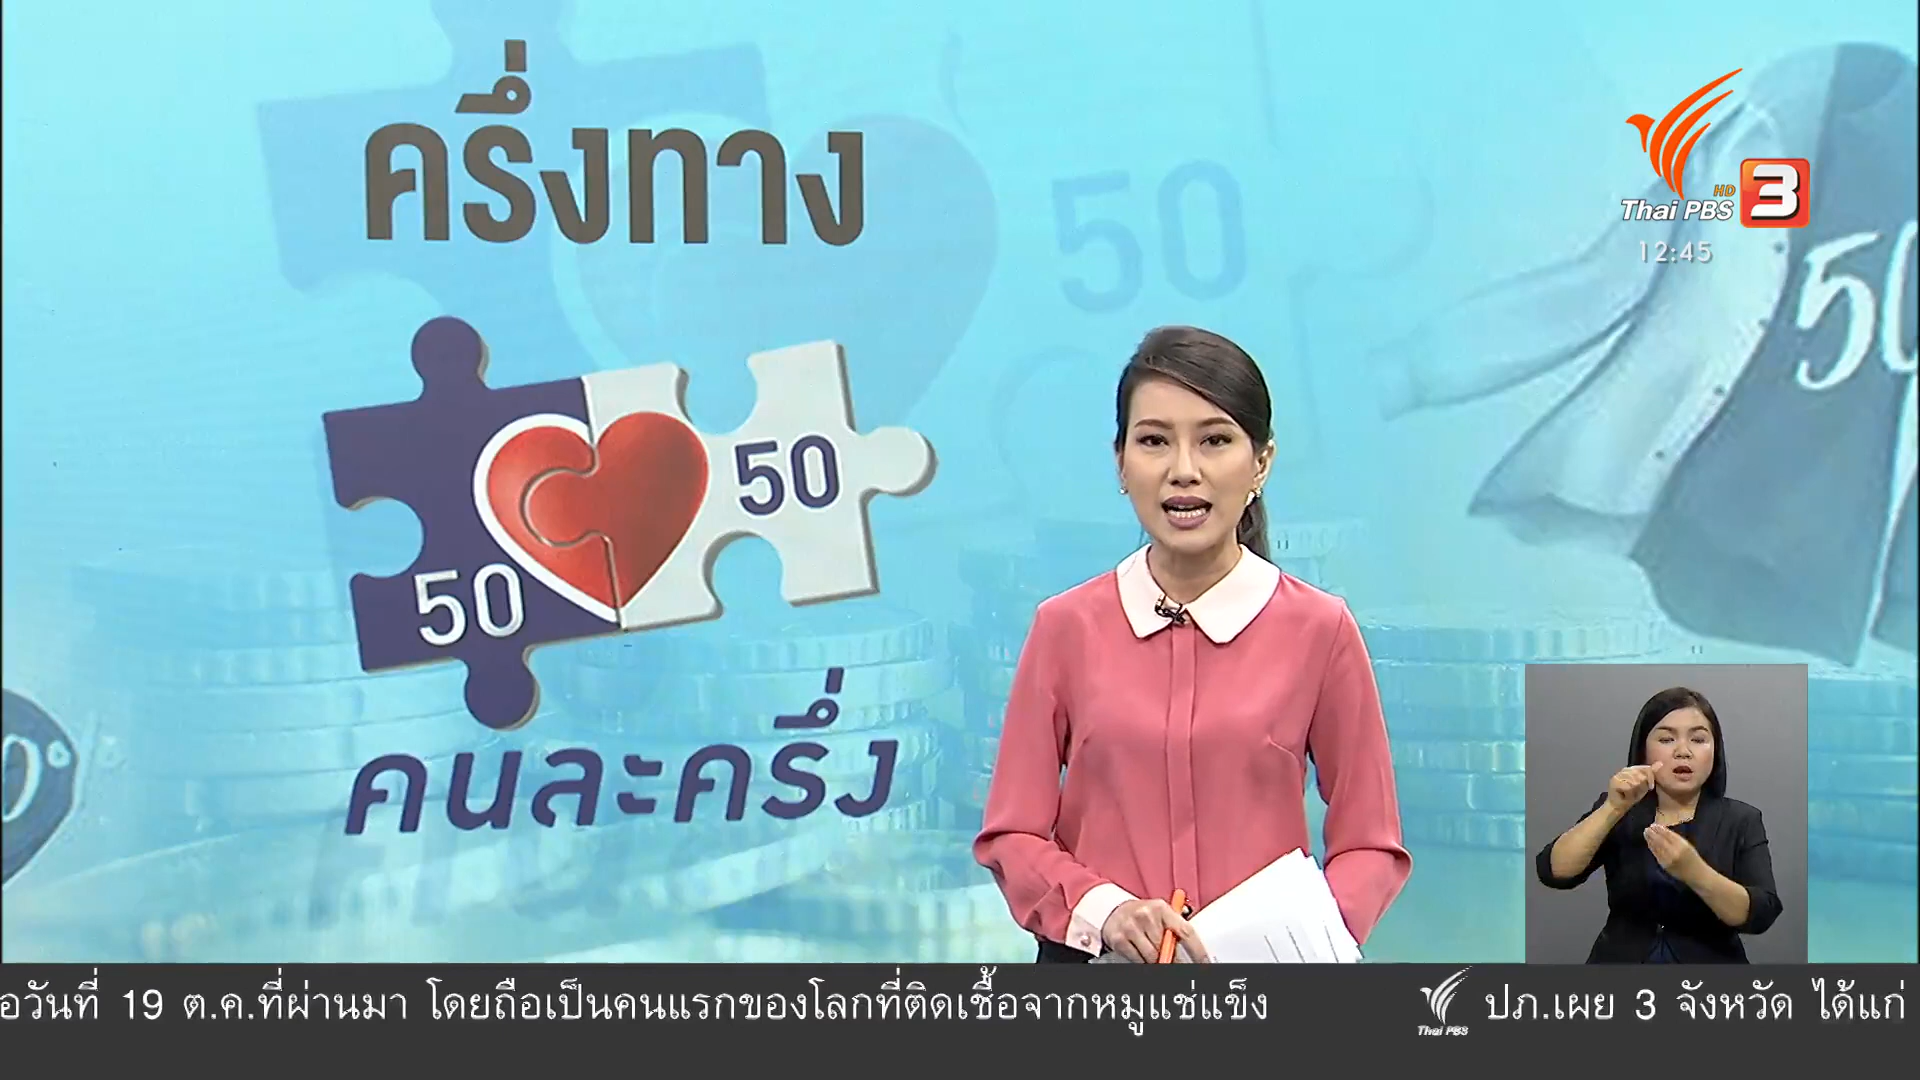 ครึ่งทาง
50
50
คนละครึ่ง
50
50
0%
HD
Thai PBS 3
12:45
อวันที่ 19 ต.ค.ที่ผ่านมา โดยถือเป็นคนแรกของโลกที่ติดเชื้อจากหมูแช่แข็ง
Thai PBS
ปภ.เผย 3 จังหวัด ได้แก่